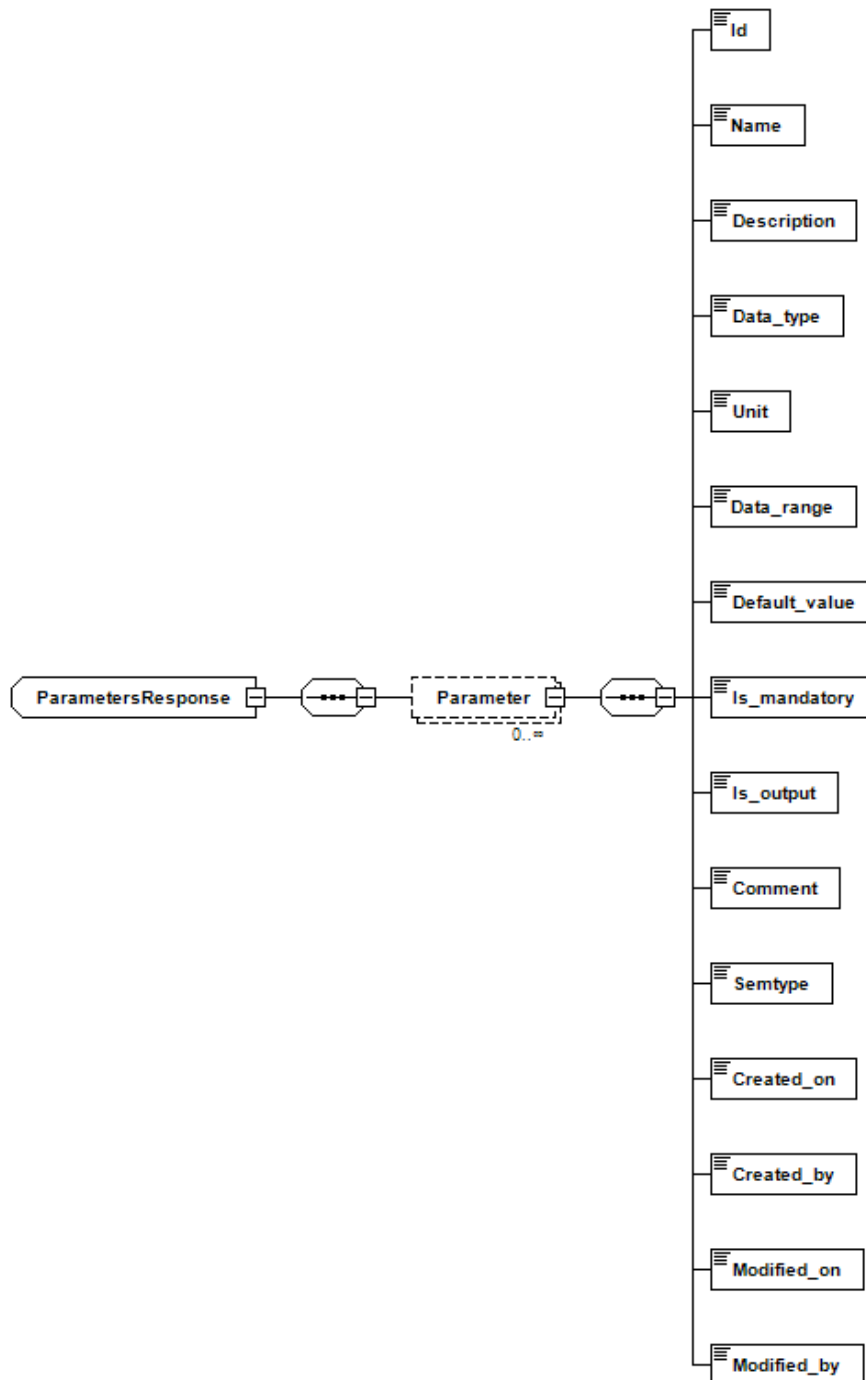 Id
Name
Description
Data_type
Unit
Data_range
Default_value
ParametersResponse
Parameter
Is_mandatory
0..∞
Is_output
Comment
Semtype
Created_on
Created_by
Modified_on
Modified_by